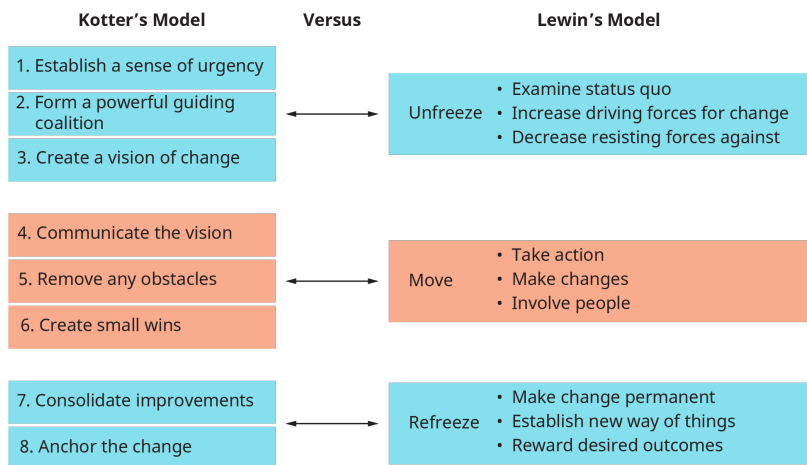 Kotter's Model
Versus
Lewin's Model
1. Establish a sense of urgency
2. Form a powerful guiding
coalition
3. Create a vision of change
Unfreeze
• Examine status quo
• Increase driving forces for change
• Decrease resisting forces against
4. Communicate the vision
5. Remove any obstacles
6. Create small wins
Move
• Take action
• Make changes
• Involve people
7. Consolidate improvements
8. Anchor the change
Refreeze
• Make change permanent
• Establish new way of things
• Reward desired outcomes